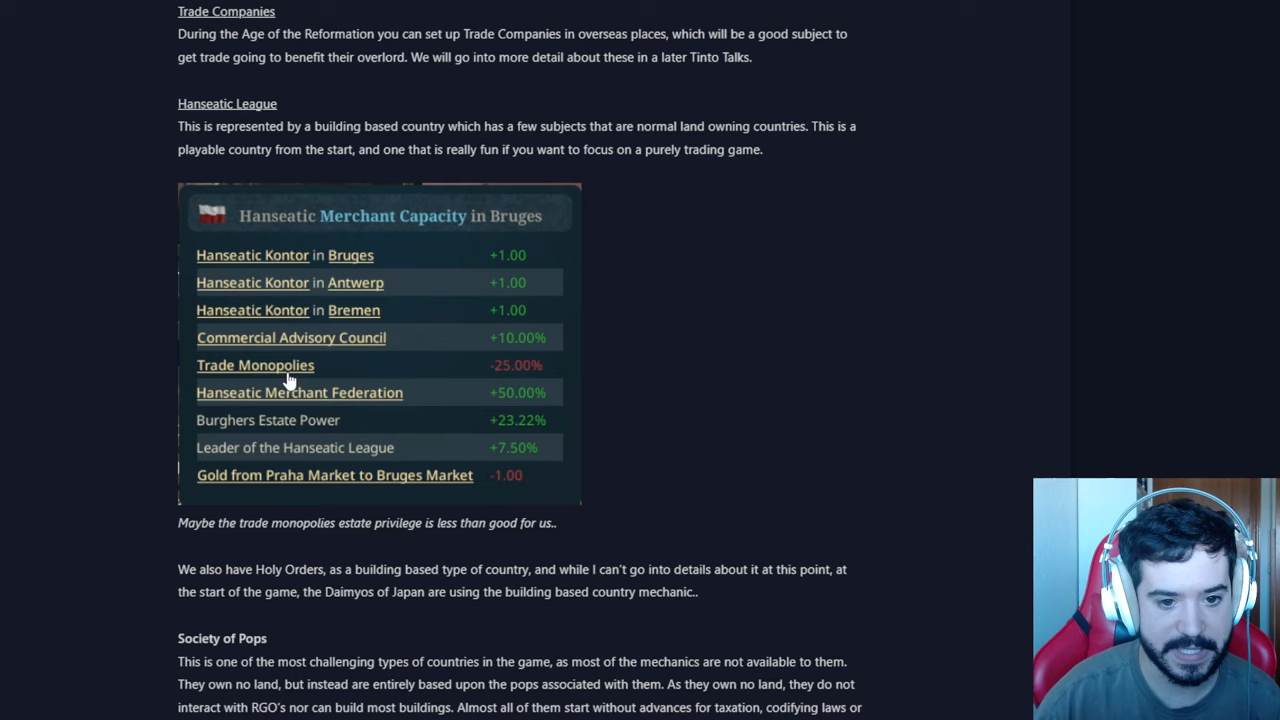 Trade Companies
During the Age of the Reformation you can set up Trade Companies in overseas places, which will be a good subject to
get trade going to benefit their overlord. We will go into more detail about these in a later Tinto Talks.
Hanseatic League
This is represented by a building based country which has a few subjects that are normal land owning countries. This is a
playable country from the start, and one that is really fun if you want to focus on a purely trading game.
Hanseatic Merchant Capacity in Bruges
Hanseatic Kontor in Bruges +1.00
Hanseatic Kontor in Antwerp +1.00
Hanseatic Kontor in Bremen +1.00
Commercial Advisory Council +10.00%
Trade Monopolies -25.00%
Hanseatic Merchant Federation +50.00%
Burghers Estate Power +23.22%
Leader of the Hanseatic League +7.50%
Gold from Praha Market to Bruges Market -1.00
Maybe the trade monopolies estate privilege is less than good for us..
We also have Holy Orders, as a building based type of country, and while I can't go into details about it at this point, at
the start of the game, the Daimyos of Japan are using the building based country mechanic..
Society of Pops
This is one of the most challenging types of countries in the game, as most of the mechanics are not available to them.
They own no land, but instead are entirely based upon the pops associated with them. As they own no land, they do not
interact with RGO's nor can build most buildings. Almost all of them start without advances for taxation, codifying laws or